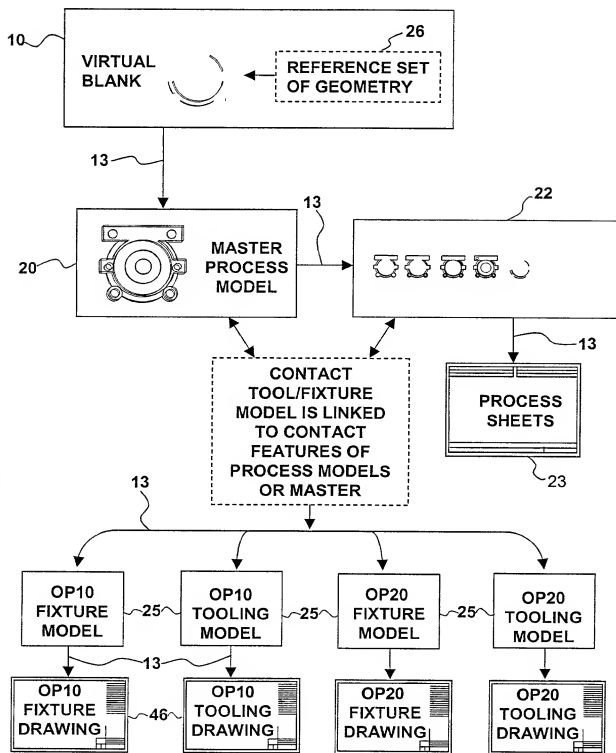 10
26
VIRTUAL
BLANK
REFERENCE SET
OF GEOMETRY
13
20
MASTER
PROCESS
MODEL
13
22
13
PROCESS
SHEETS
23
CONTACT
TOOL/FIXTURE
MODEL IS LINKED
TO CONTACT
FEATURES OF
PROCESS MODELS
OR MASTER
13
OP10
FIXTURE
MODEL
25
OP10
TOOLING
MODEL
25
OP20
FIXTURE
MODEL
25
OP20
TOOLING
MODEL
13
OP10
FIXTURE
DRAWING
46
OP10
TOOLING
DRAWING
OP20
FIXTURE
DRAWING
OP20
TOOLING
DRAWING